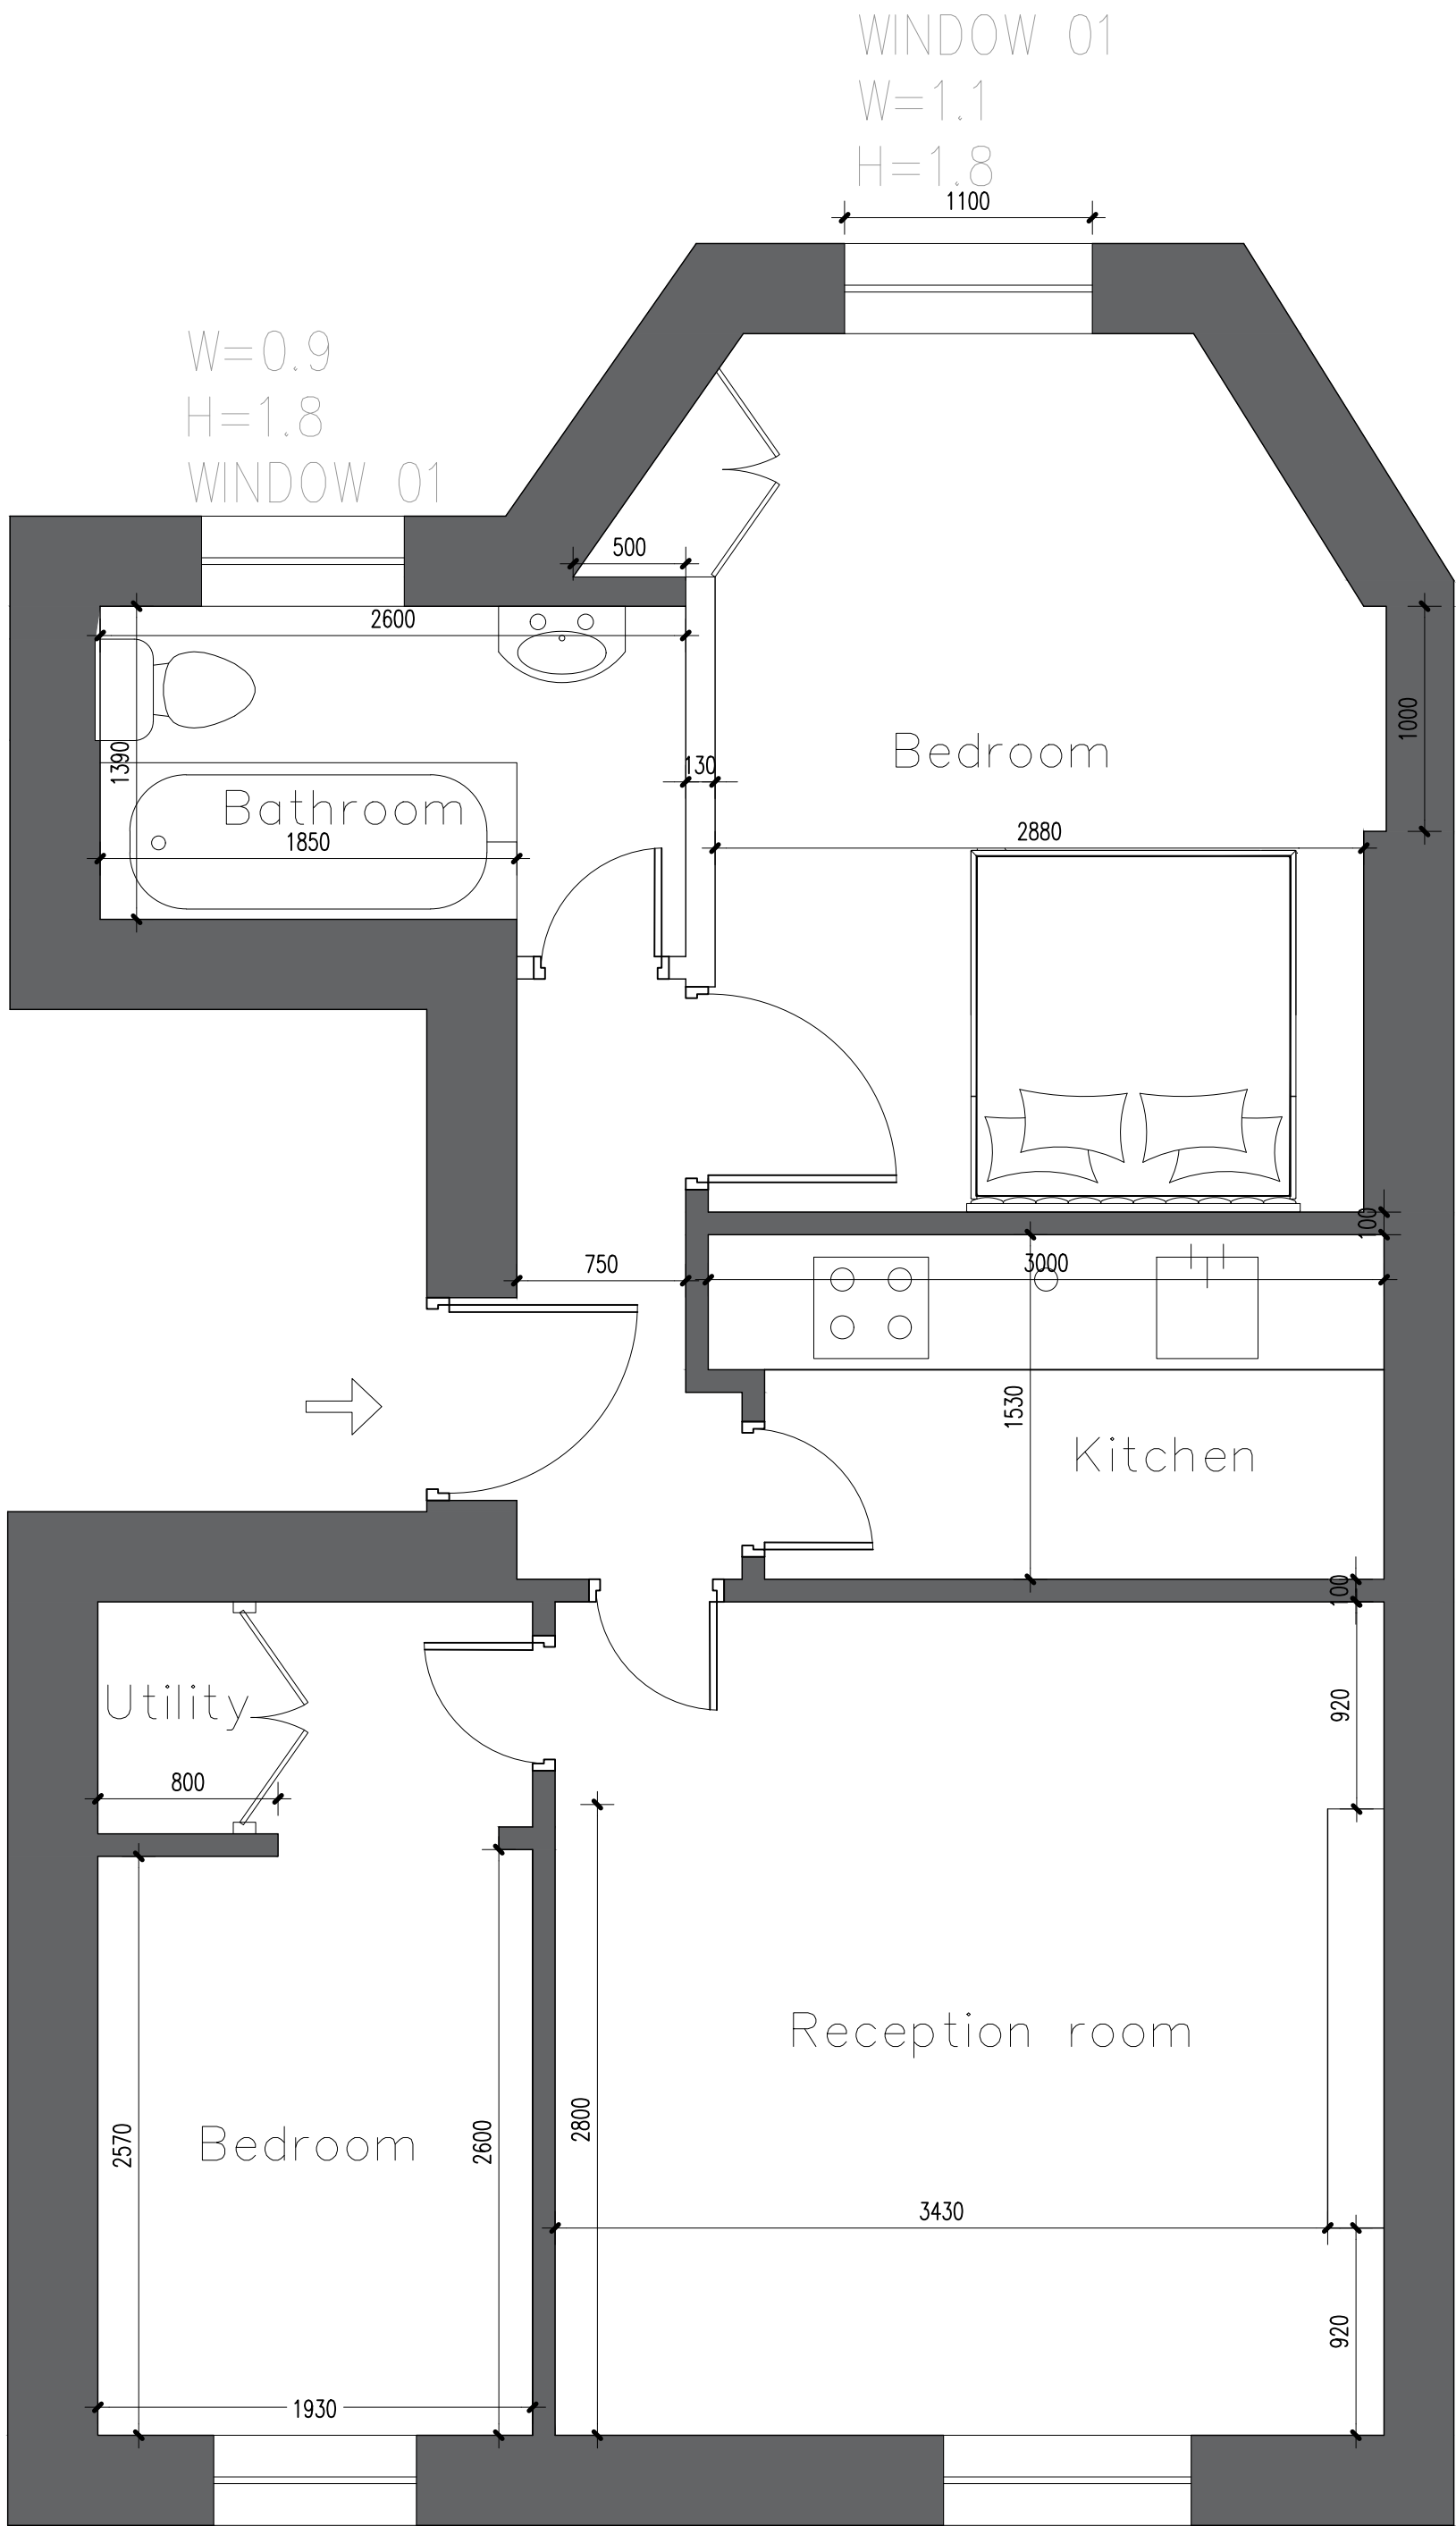 WINDOW 01
W=1.1
H=1.8
1100
W=0.9
H=1.8
WINDOW 01
500
2600
1000
Bedroom
1390
130
Bathroom
1850
2880
100
750
3000
1530
Kitchen
100
Utility
920
800
Reception room
2800
2570
Bedroom
2600
3430
920
1930